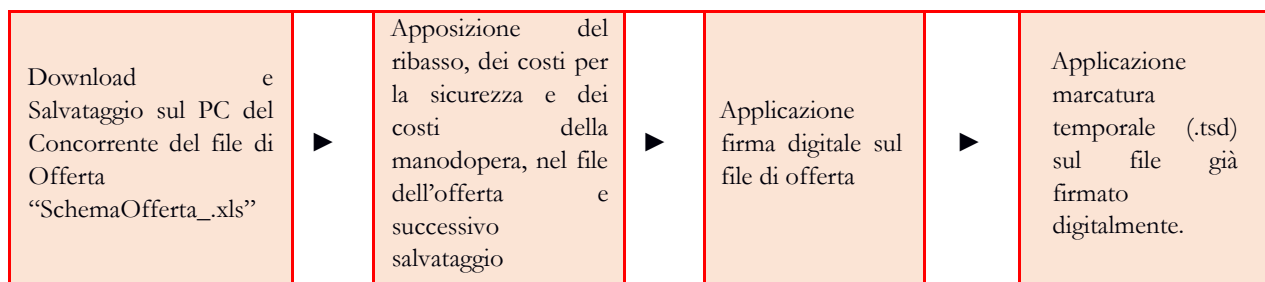 Download e
Salvataggio sul PC del
Concorrente del file di
Offerta
“SchemaOfferta_.xls”
►
Apposizione del
ribasso, dei costi per
la sicurezza e dei
costi della
manodopera, nel file
dell’offerta e
successivo
salvataggio
►
Applicazione
firma digitale sul
file di offerta
►
Applicazione
marcatura
temporale (.tsd)
sul file già
firmato
digitalmente.